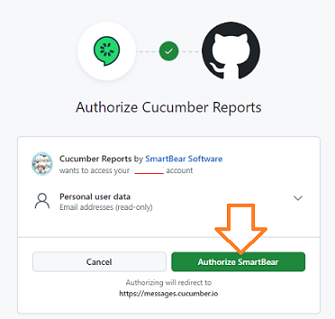 Authorize Cucumber Reports
Cucumber Reports by SmartBear Software
wants to access your account
Personal user data
Email addresses (read-only)
Cancel
Authorize SmartBear
Authorizing will redirect to
https://messages.cucumber.io